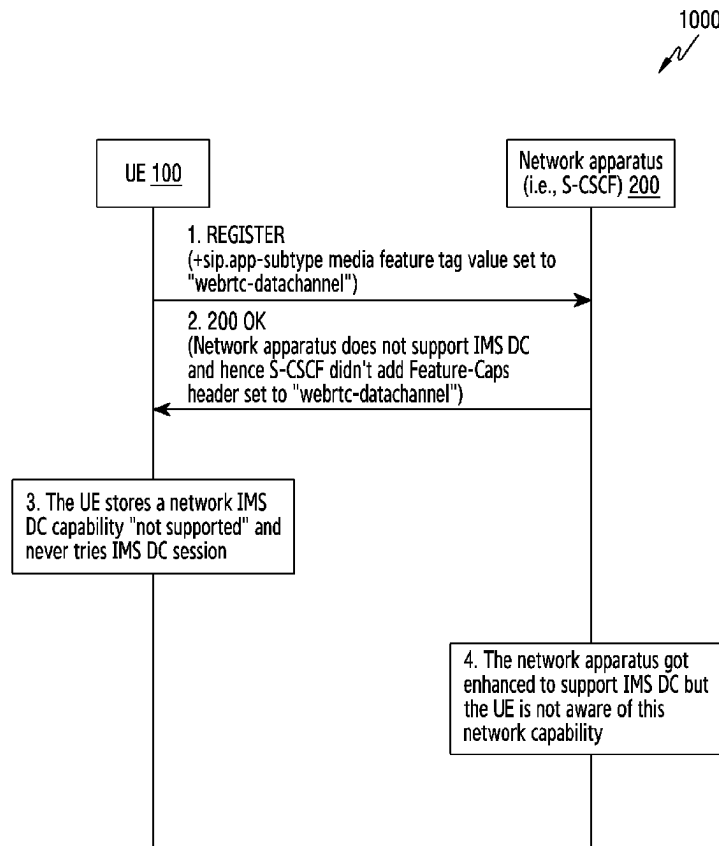 1000
UE 100
Network apparatus
(i.e., S-CSCF) 200
1. REGISTER
(+sip.app-subtype media feature tag value set to
"webrtc-datachannel")
2. 200 OK
(Network apparatus does not support IMS DC
and hence S-CSCF didn't add Feature-Caps
header set to "webrtc-datachannel")
3. The UE stores a network IMS
DC capability "not supported" and
never tries IMS DC session
4. The network apparatus got
enhanced to support IMS DC but
the UE is not aware of this
network capability